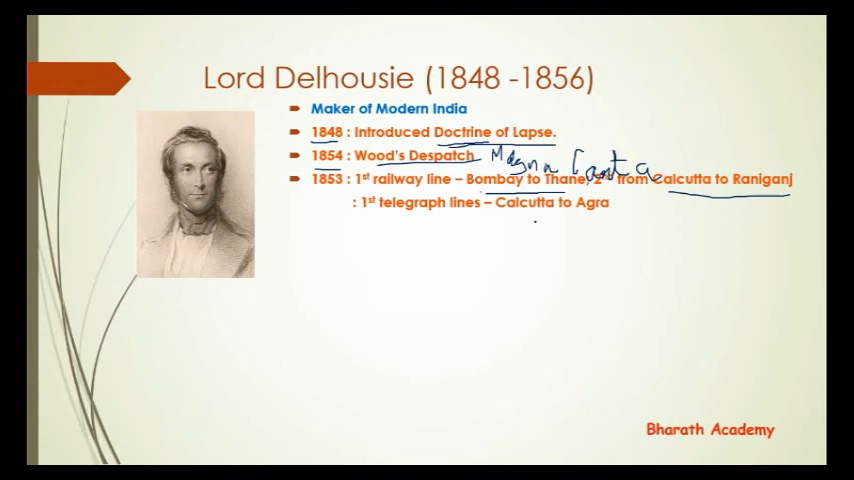 Lord Delhousie (1848 -1856)
Maker of Modern India
1848 : Introduced Doctrine of Lapse.
1854 : Wood's Despatch Magna Carta
1853 : 1st railway line – Bombay to Thane, 2nd from Calcutta to Raniganj
: 1st telegraph lines – Calcutta to Agra
Bharath Academy